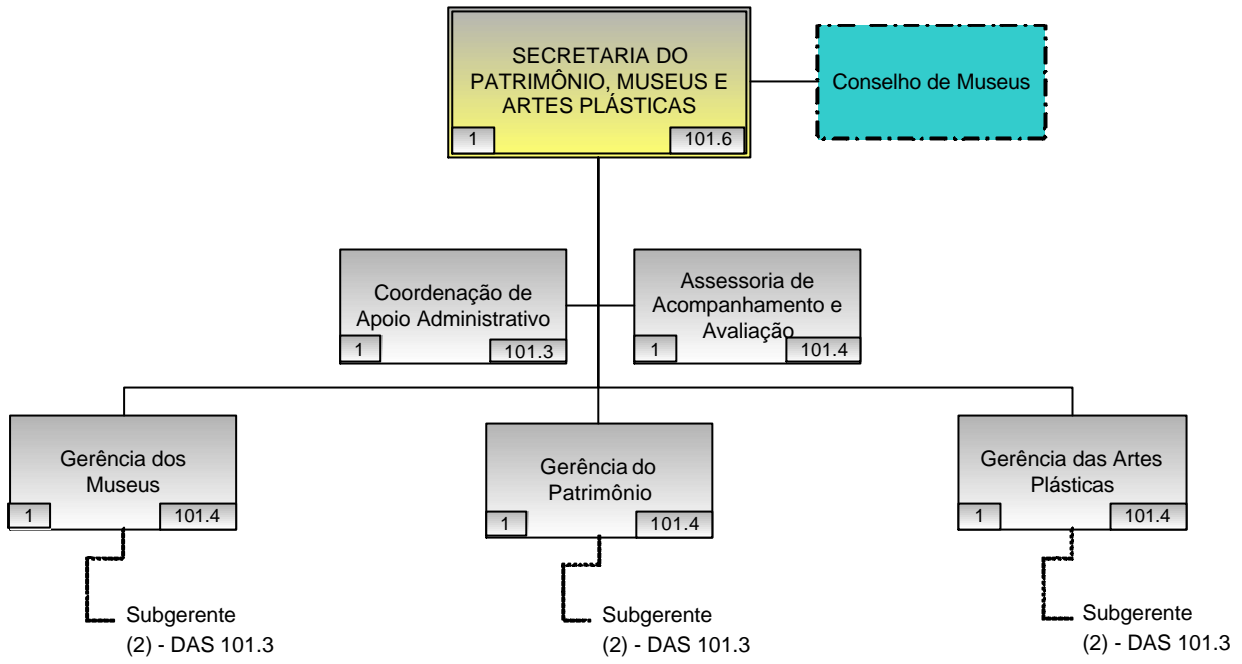 SECRETARIA DO
PATRIMÔNIO, MUSEUS E
ARTES PLÁSTICAS
1
101.6
Conselho de Museus
Coordenação de
Apoio Administrativo
1
101.3
Assessoria de
Acompanhamento e
Avaliação
1
101.4
Gerência dos
Museus
1
101.4
Gerência do
Patrimônio
1
101.4
Gerência das Artes
Plásticas
1
101.4
Subgerente
(2) - DAS 101.3
Subgerente
(2) - DAS 101.3
Subgerente
(2) - DAS 101.3